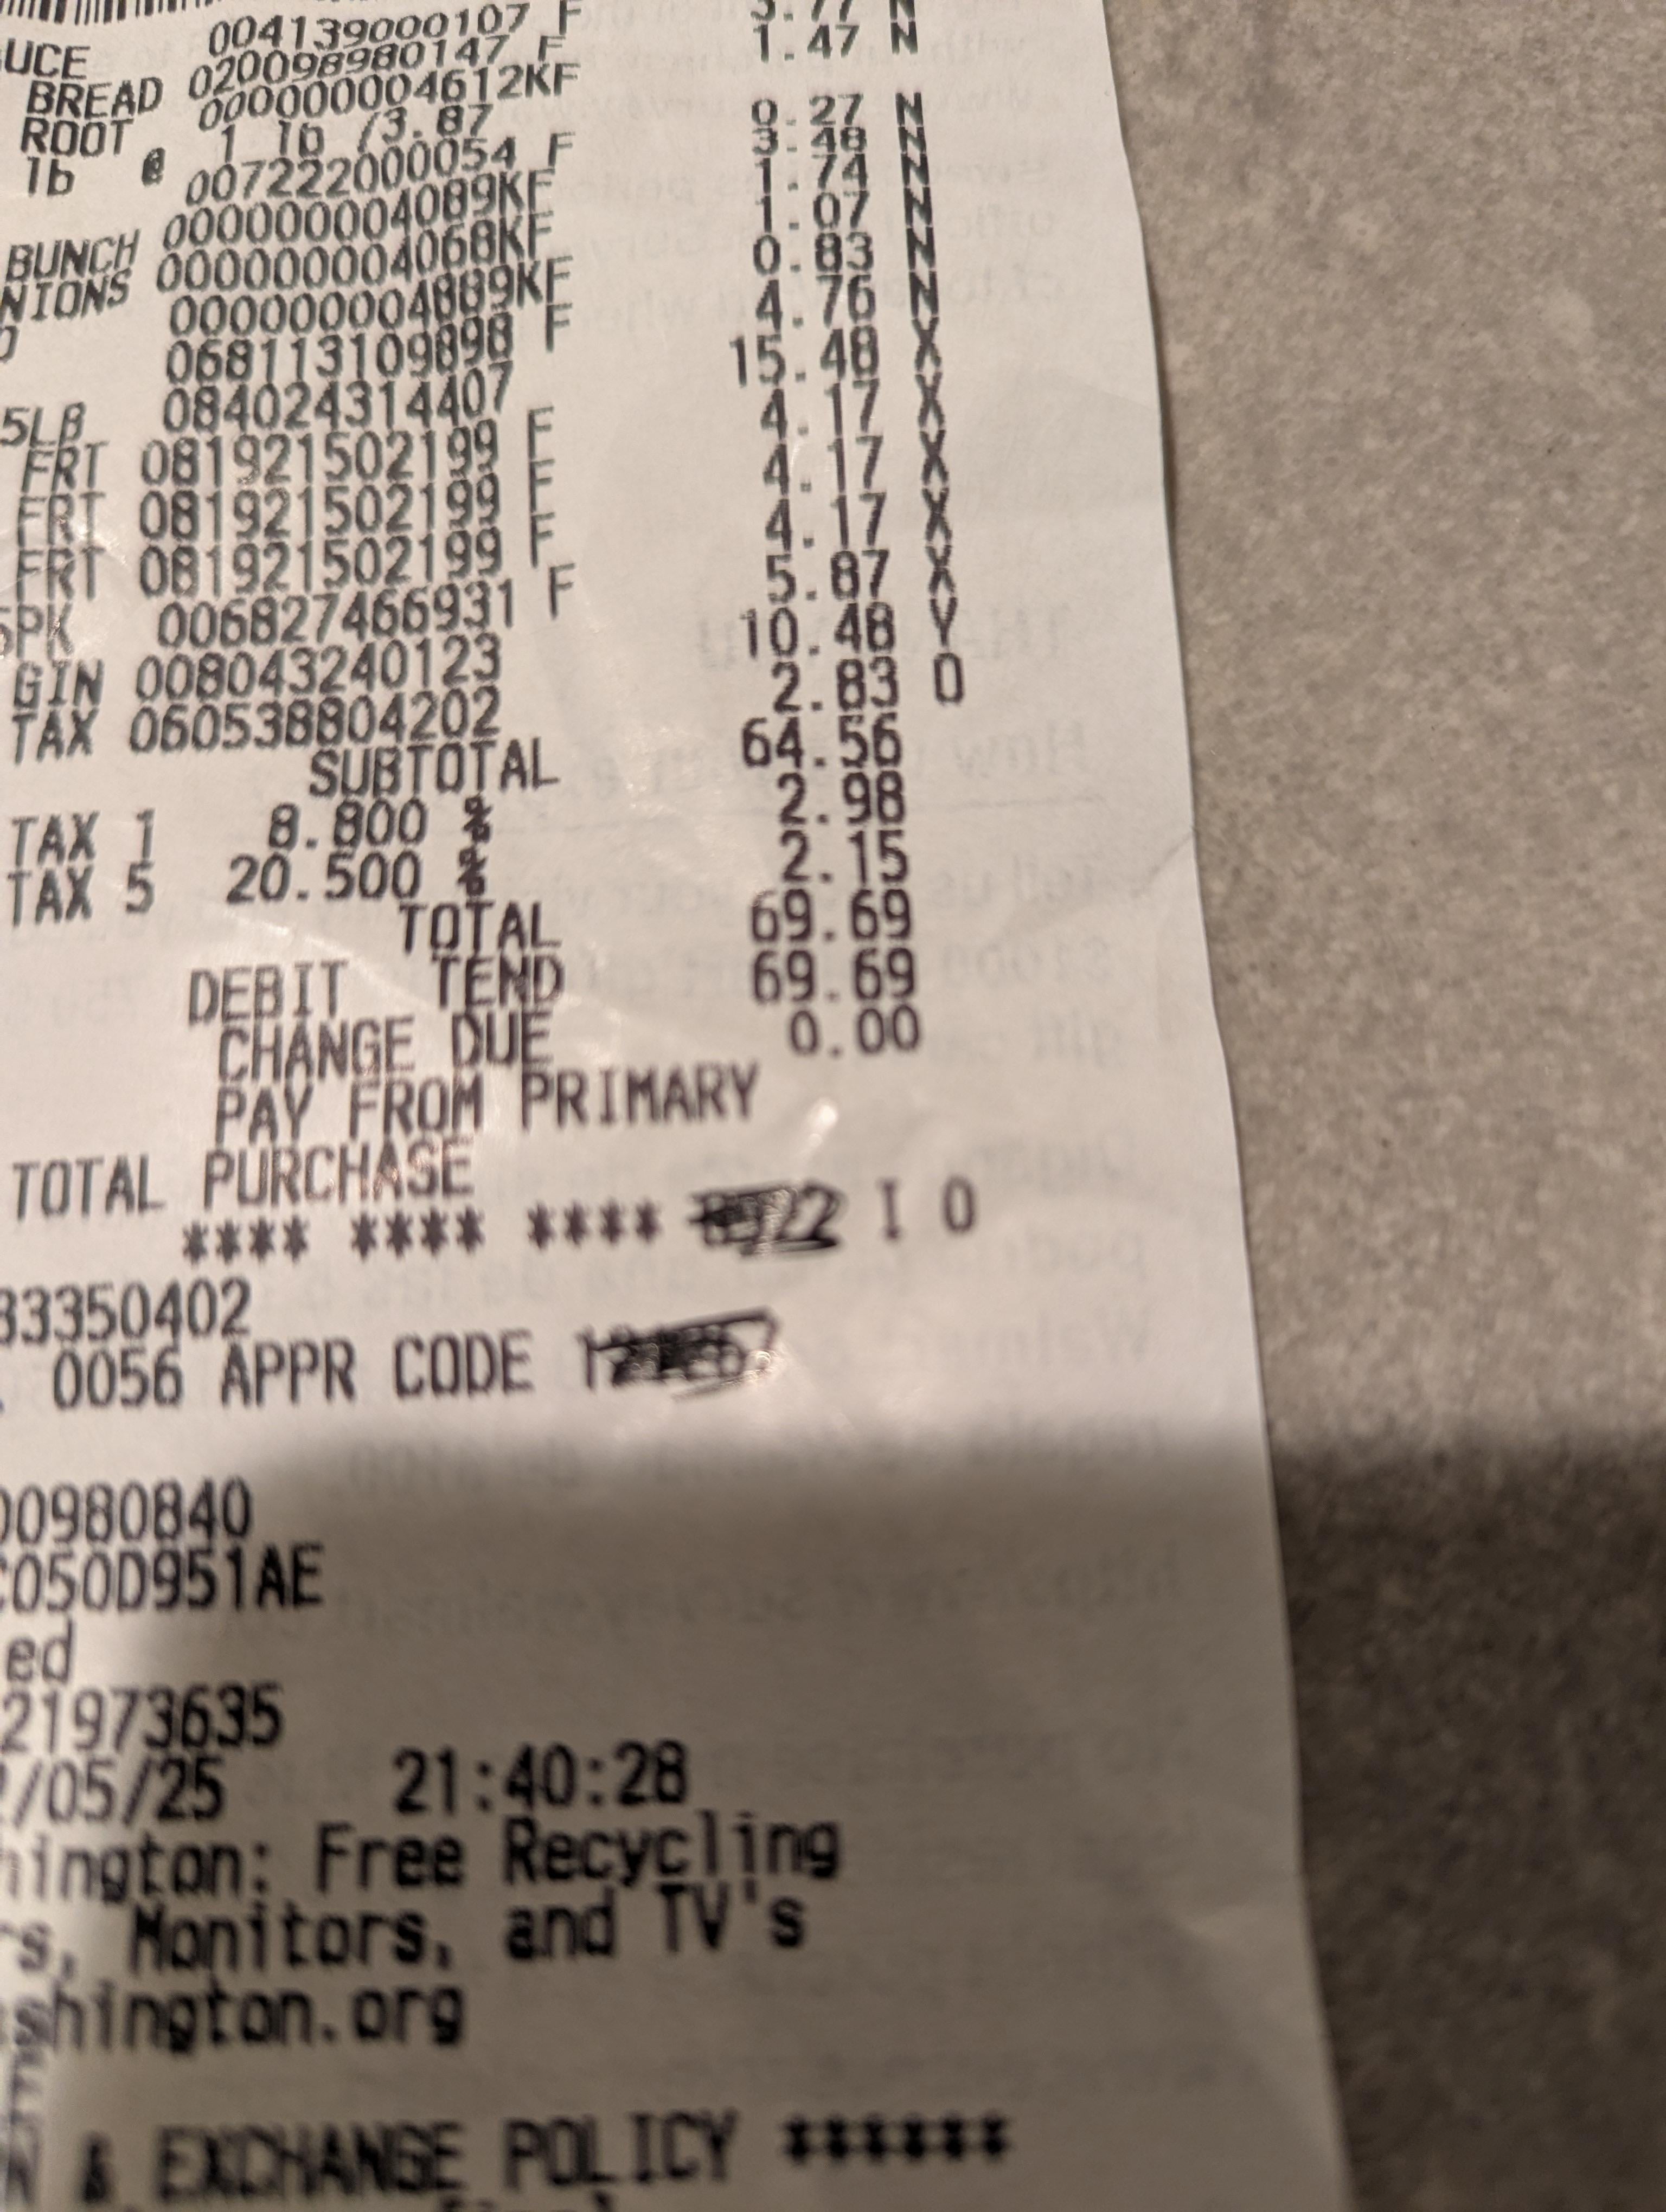 UCE 004139000107 F 3.77 N
BREAD 020098980147 F 1.47 N
ROOT 000000004612KF
lb @ 1 lb /3.87 0.27 N
007222000054 F 3.48 N
BUNCH 000000004089KF 1.74 N
NIONS 000000004068KF 1.07 N
O 000000004889KF 0.83 N
068113109898 F 4.76 N
5LB 084024314407 15.48 X
FRT 081921502199 F 4.17 X
FRT 081921502199 F 4.17 X
FRT 081921502199 F 4.17 X
PK 006827466931 F 5.87 X
GIN 008043240123 10.48 Y
TAX 060538804202 2.83 O
SUBTOTAL 64.56
TAX 1 8.800 % 2.98
TAX 5 20.500 % 2.15
TOTAL 69.69
DEBIT TEND 69.69
CHANGE DUE 0.00
PAY FROM PRIMARY
TOTAL PURCHASE
**** **** **** I 0
33350402
0056 APPR CODE
00980840
C050D951AE
ed
21973635
/05/25 21:40:28
hington: Free Recycling
rs, Monitors, and TV's
shington.org
N & EXCHANGE POLICY ******